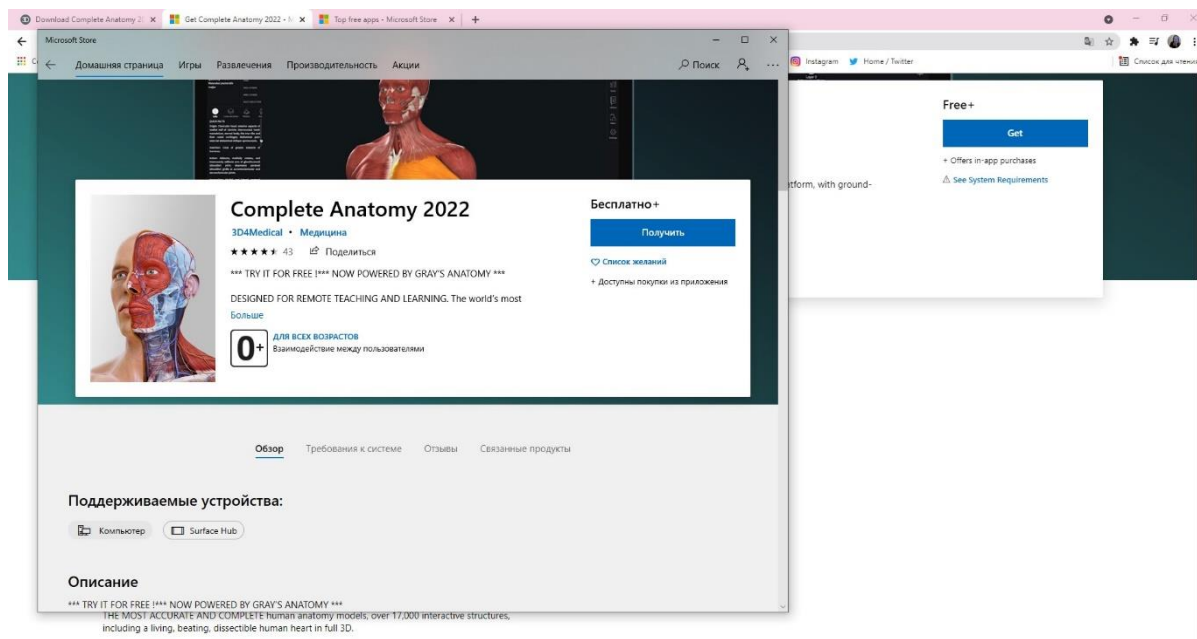 Download Complete Anatomy 2
Get Complete Anatomy 2022 -
Top free apps - Microsoft Store
Microsoft Store
Домашняя страница
Игры
Развлечения
Производительность
Акции
Поиск
Instagram
Home / Twitter
Список для чтения
Complete Anatomy 2022
3D4Medical • Медицина
43
Поделиться
*** TRY IT FOR FREE !*** NOW POWERED BY GRAY'S ANATOMY ***
DESIGNED FOR REMOTE TEACHING AND LEARNING. The world's most
Больше
0+
ДЛЯ ВСЕХ ВОЗРАСТОВ
Взаимодействие между пользователями
Бесплатно+
Получить
Список желаний
+ Доступны покупки из приложения
Free+
Get
+ Offers in-app purchases
See System Requirements
atform, with ground-
Обзор
Требования к системе
Отзывы
Связанные продукты
Поддерживаемые устройства:
Компьютер
Surface Hub
Описание
*** TRY IT FOR FREE !*** NOW POWERED BY GRAY'S ANATOMY ***
THE MOST ACCURATE AND COMPLETE human anatomy models, over 17,000 interactive structures,
including a living, beating, dissectible human heart in full 3D.